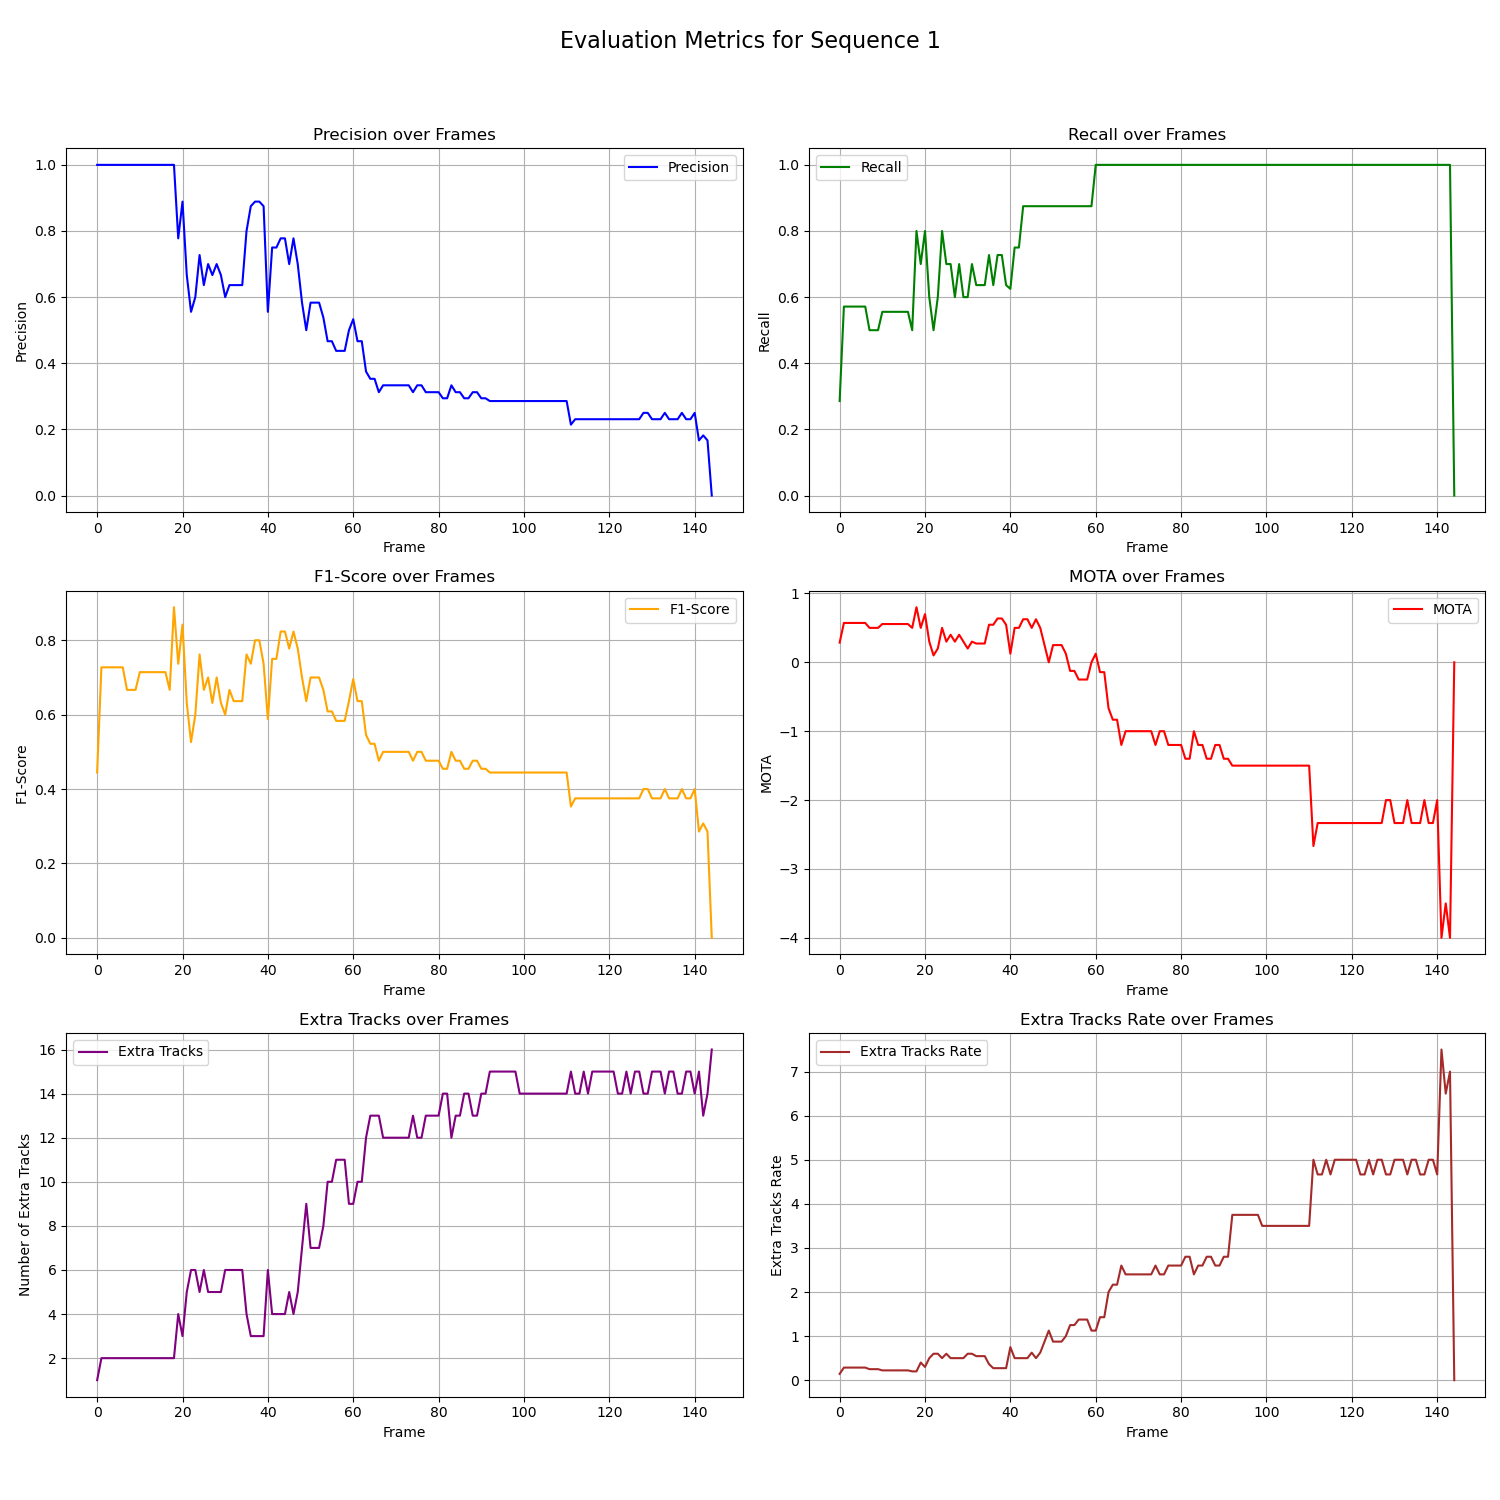 Evaluation Metrics for Sequence 1
Precision over Frames
Precision
1.0
0.8
0.6
0.4
0.2
0.0
Precision
0 20 40 60 80 100 120 140
Frame
Recall over Frames
Recall
1.0
0.8
0.6
0.4
0.2
0.0
Recall
0 20 40 60 80 100 120 140
Frame
F1-Score over Frames
F1-Score
0.8
0.6
0.4
0.2
0.0
F1-Score
0 20 40 60 80 100 120 140
Frame
MOTA over Frames
MOTA
1
0
−1
−2
−3
−4
MOTA
0 20 40 60 80 100 120 140
Frame
Extra Tracks over Frames
Extra Tracks
16
14
12
10
8
6
4
2
Number of Extra Tracks
0 20 40 60 80 100 120 140
Frame
Extra Tracks Rate over Frames
Extra Tracks Rate
7
6
5
4
3
2
1
0
Extra Tracks Rate
0 20 40 60 80 100 120 140
Frame